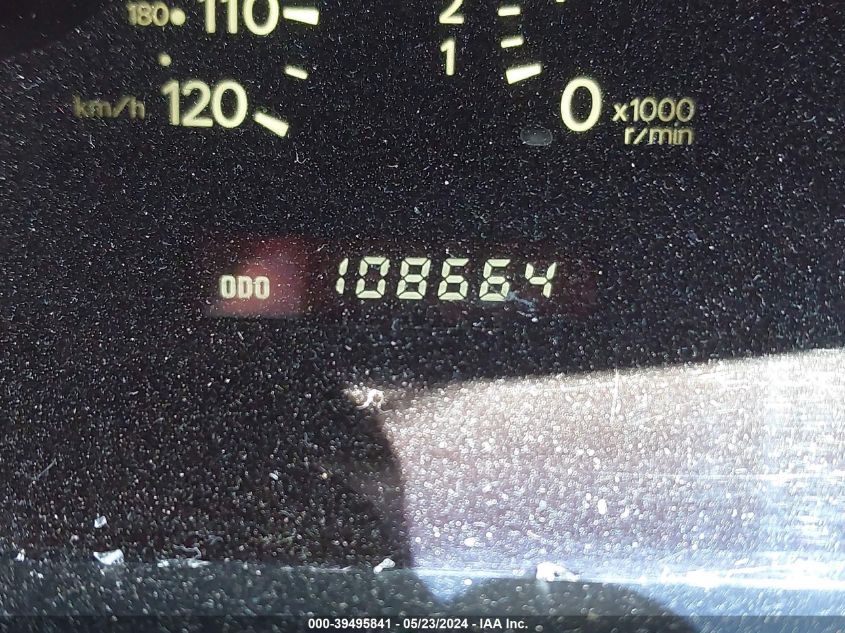 180 110 2
1
km/h 120 0 x1000
r/min
ODO 108664
000-39495841 - 05/23/2024 - IAA Inc.